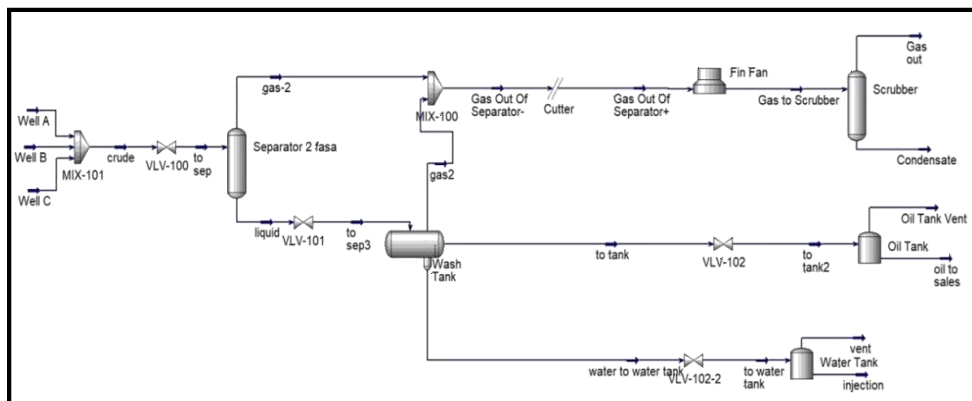 Well A
Well B
Well C
MIX-101
crude
VLV-100
to
sep
Separator 2 fasa
gas-2
MIX-100
Gas Out Of
Separator-
Cutter
Gas Out Of
Separator+
Fin Fan
Gas to Scrubber
Gas
out
Scrubber
Condensate
liquid
VLV-101
to
sep3
gas2
Wash
Tank
to tank
VLV-102
to
tank2
Oil Tank Vent
Oil Tank
oil to
sales
water to water tank
VLV-102-2
to water
tank
vent
Water Tank
injection